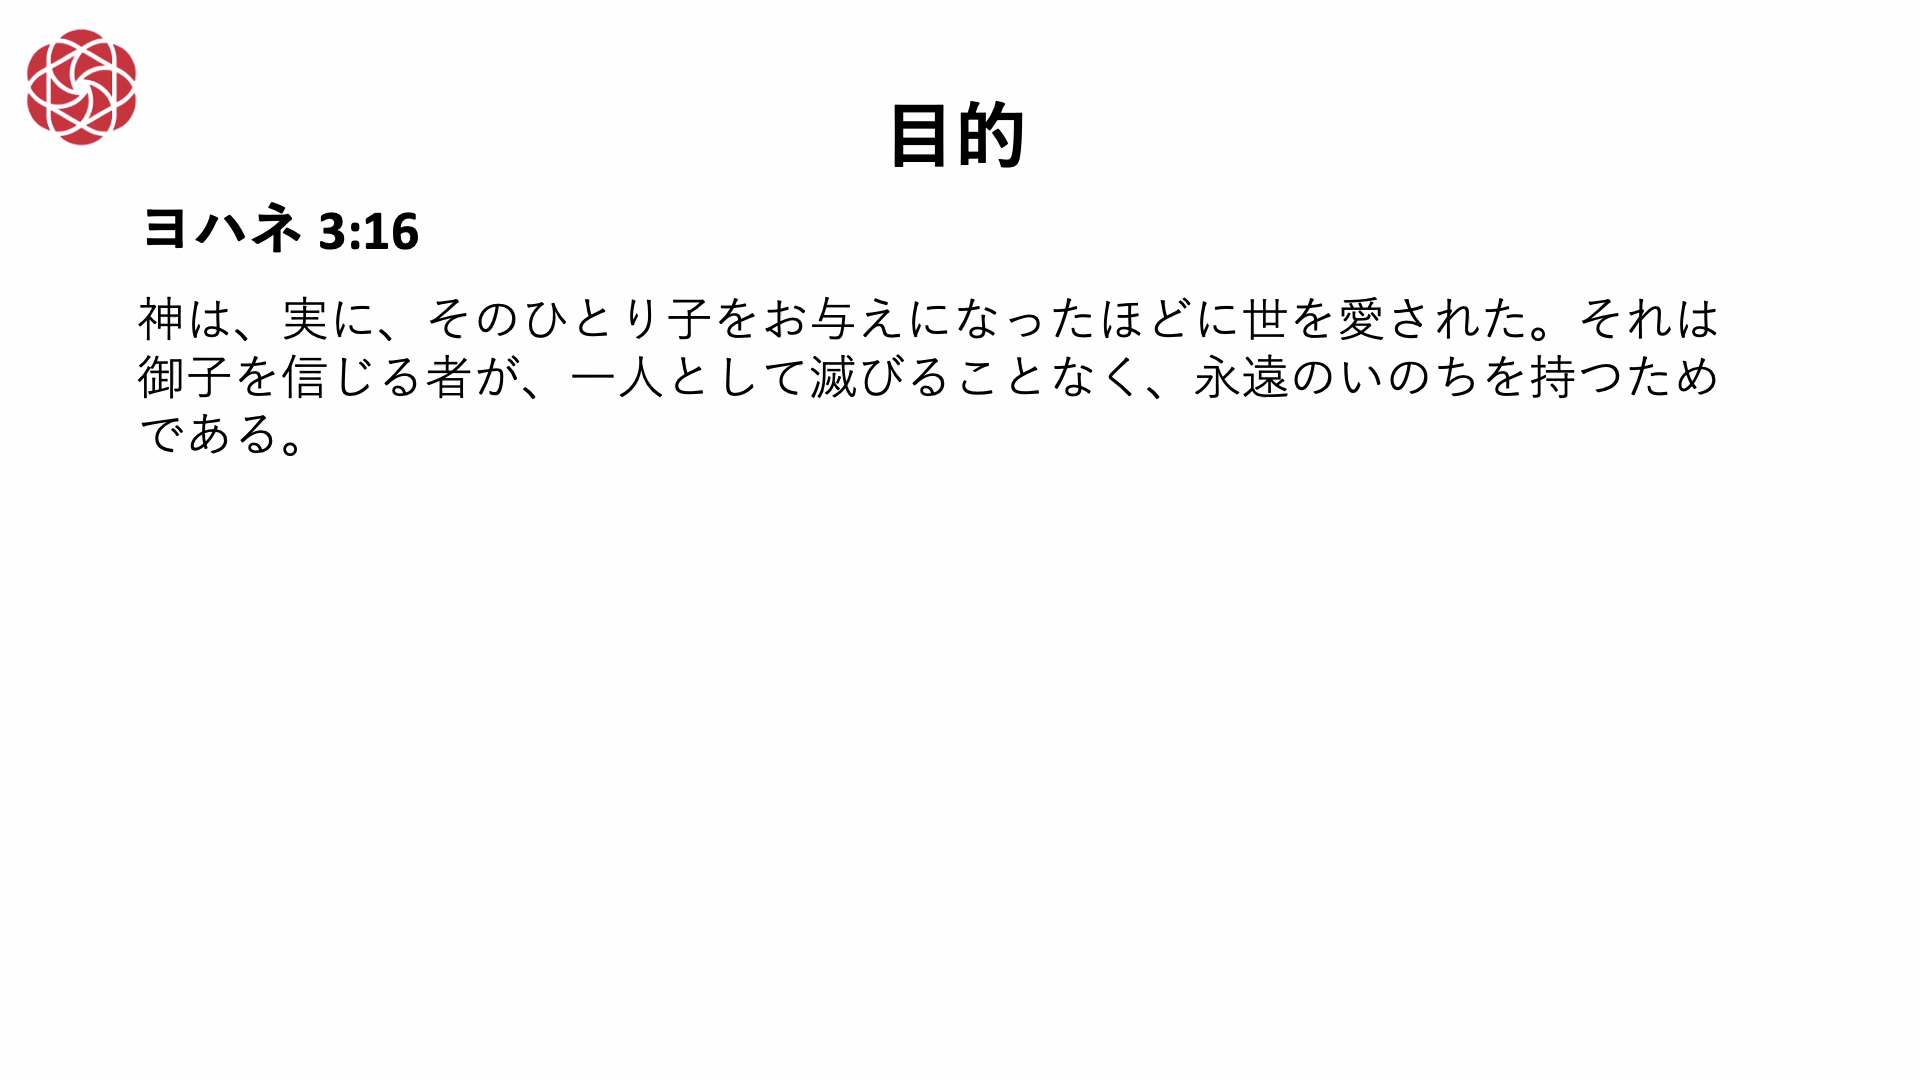 目的
ヨハネ 3:16
神は、実に、そのひとり子をお与えになったほどに世を愛された。それは
御子を信じる者が、一人として滅びることなく、永遠のいのちを持つため
である。